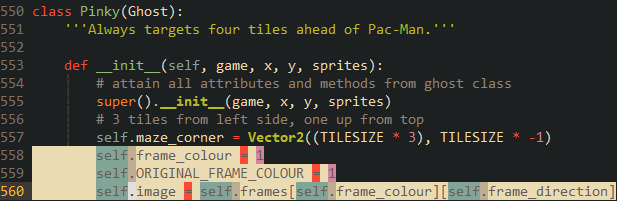 550 class Pinky(Ghost):
551     '''Always targets four tiles ahead of Pac-Man.'''
552
553     def __init__(self, game, x, y, sprites):
554         # attain all attributes and methods from ghost class
555         super().__init__(game, x, y, sprites)
556         # 3 tiles from left side, one up from top
557         self.maze_corner = Vector2((TILESIZE * 3), TILESIZE * -1)
558         self.frame_colour = 1
559         self.ORIGINAL_FRAME_COLOUR = 1
560         self.image = self.frames[self.frame_colour][self.frame_direction]